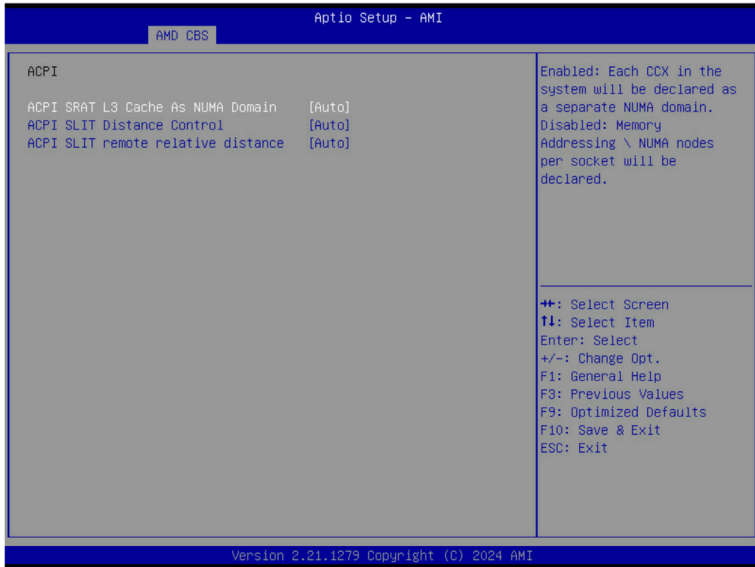 Aptio Setup – AMI
AMD CBS
ACPI
ACPI SRAT L3 Cache As NUMA Domain [Auto]
ACPI SLIT Distance Control [Auto]
ACPI SLIT remote relative distance [Auto]
Enabled: Each CCX in the
system will be declared as
a separate NUMA domain.
Disabled: Memory
Addressing \ NUMA nodes
per socket will be
declared.
→←: Select Screen
↑↓: Select Item
Enter: Select
+/-: Change Opt.
F1: General Help
F3: Previous Values
F9: Optimized Defaults
F10: Save & Exit
ESC: Exit
Version 2.21.1279 Copyright (C) 2024 AMI